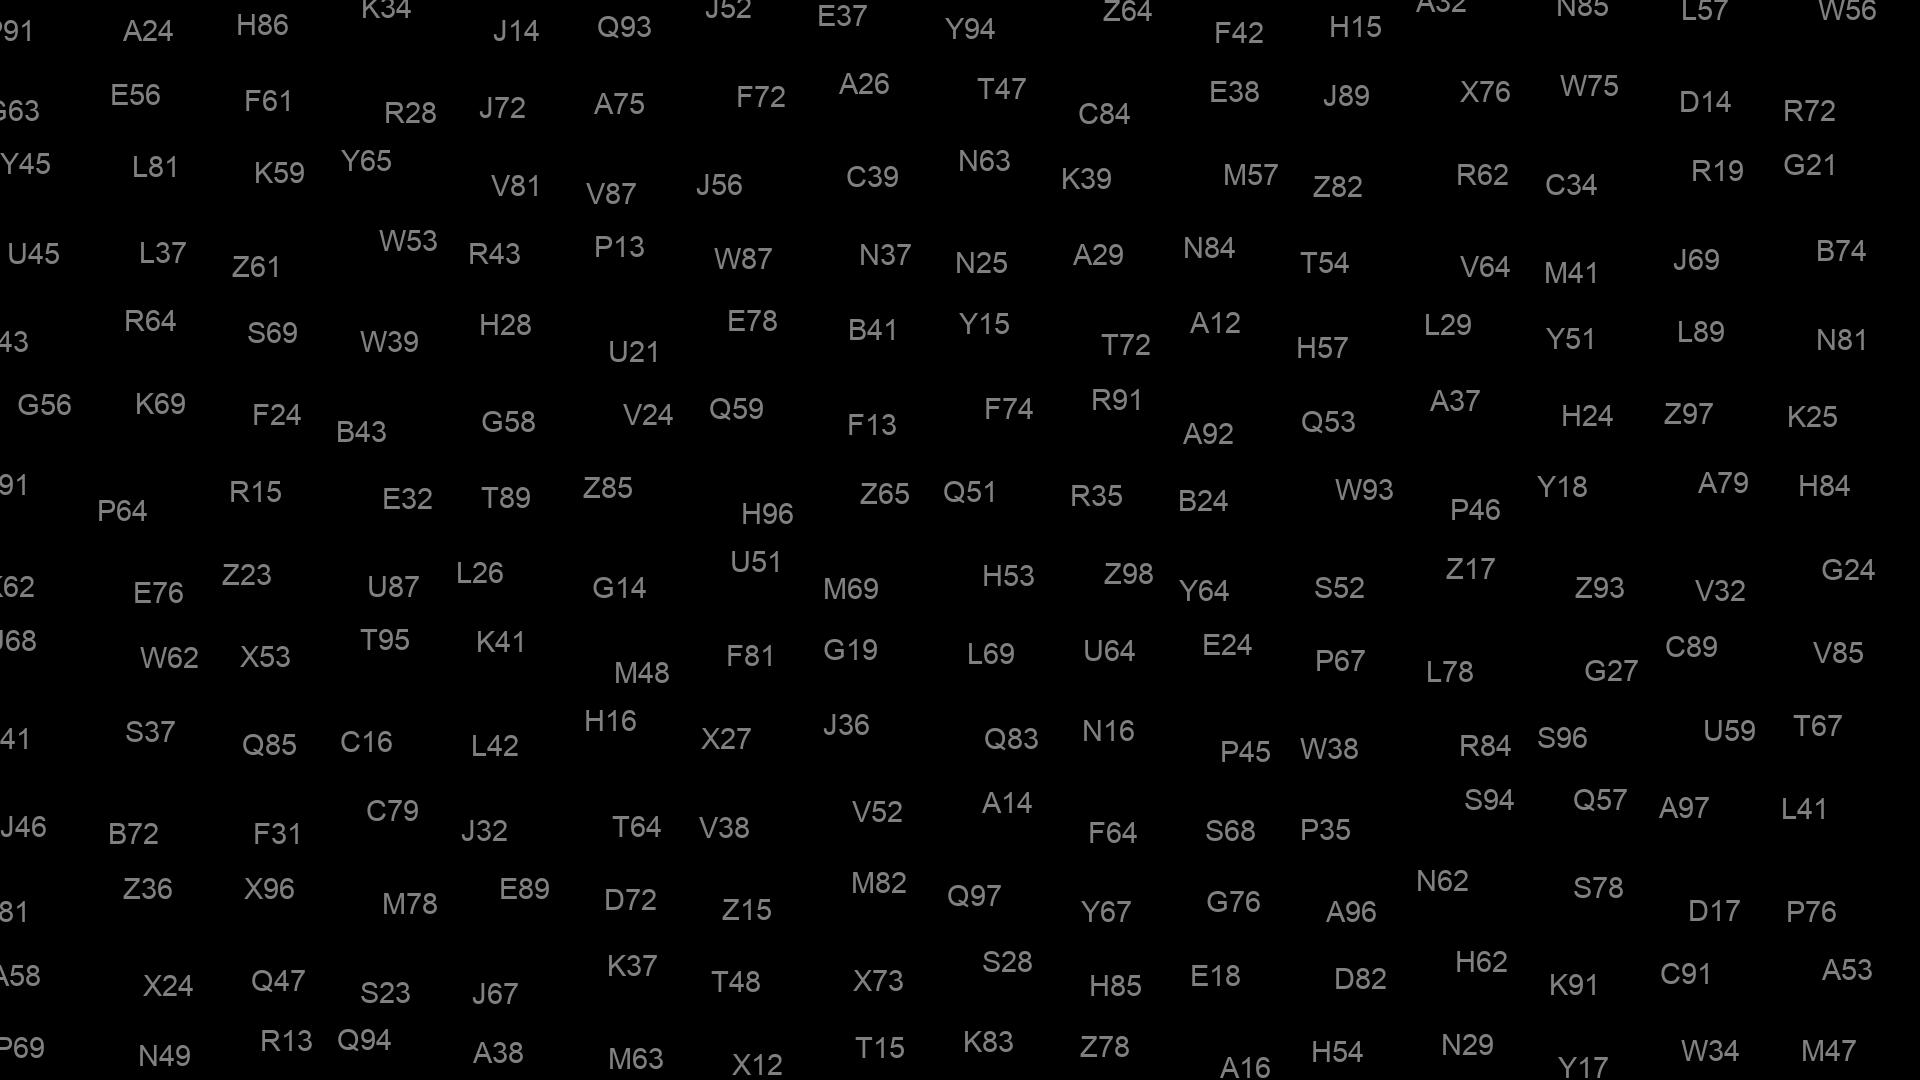 A24 H86 K34 J14 Q93 J52 E37 Y94 Z64 F42 H15 A32 N85 L57 W56
E56 F61 R28 J72 A75 F72 A26 T47 C84 E38 J89 X76 W75 D14 R72
Y45 L81 K59 Y65 V81 V87 J56 C39 N63 K39 M57 Z82 R62 C34 R19 G21
U45 L37 Z61 W53 R43 P13 W87 N37 N25 A29 N84 T54 V64 M41 J69 B74
43 R64 S69 W39 H28 U21 E78 B41 Y15 T72 A12 H57 L29 Y51 L89 N81
G56 K69 F24 B43 G58 V24 Q59 F13 F74 R91 A92 Q53 A37 H24 Z97 K25
91 P64 R15 E32 T89 Z85 H96 Z65 Q51 R35 B24 W93 P46 Y18 A79 H84
E76 Z23 U87 L26 G14 U51 M69 H53 Z98 Y64 S52 Z17 Z93 V32 G24
W62 X53 T95 K41 M48 F81 G19 L69 U64 E24 P67 L78 G27 C89 V85
41 S37 Q85 C16 L42 H16 X27 J36 Q83 N16 P45 W38 R84 S96 U59 T67
J46 B72 F31 C79 J32 T64 V38 V52 A14 F64 S68 P35 S94 Q57 A97 L41
81 Z36 X96 M78 E89 D72 Z15 M82 Q97 Y67 G76 A96 N62 S78 D17 P76
A58 X24 Q47 S23 J67 K37 T48 X73 S28 H85 E18 D82 H62 K91 C91 A53
P69 N49 R13 Q94 A38 M63 X12 T15 K83 Z78 A16 H54 N29 Y17 W34 M47